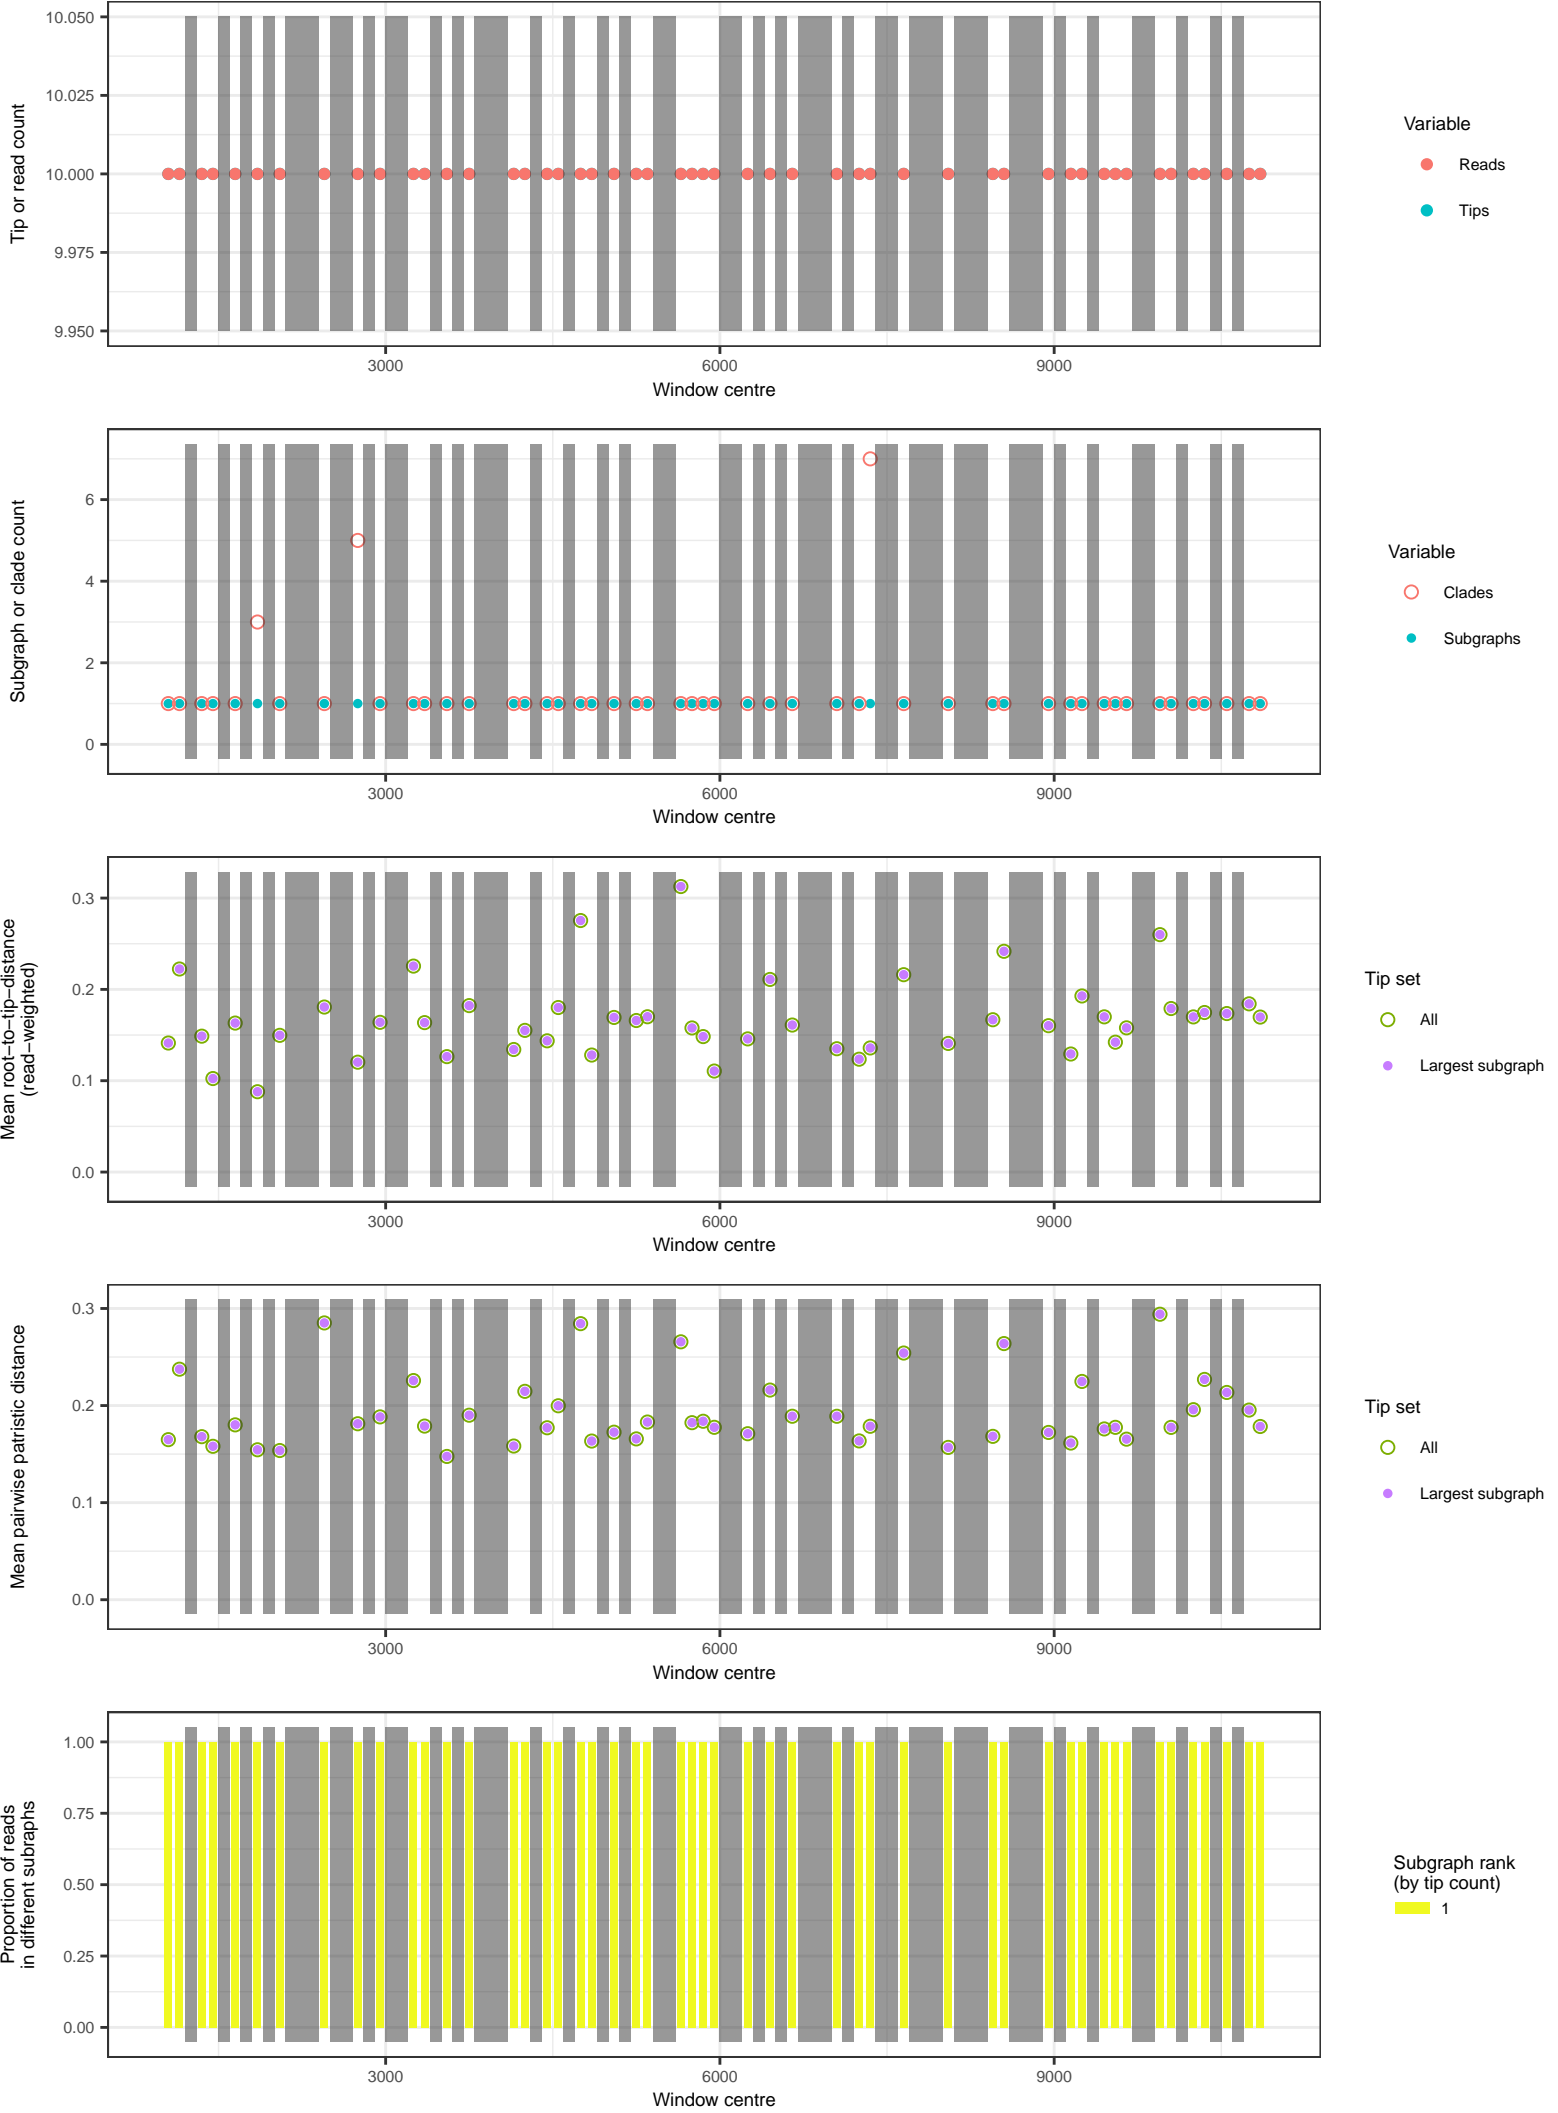 10.050
10.025
10.000
9.975
9.950
Tip or read count
3000
6000
9000
Window centre
Variable
Reads
Tips
6
4
2
0
Subgraph or clade count
3000
6000
9000
Window centre
Variable
Clades
Subgraphs
0.3
0.2
0.1
0.0
Mean root−to−tip−distance
(read−weighted)
3000
6000
9000
Window centre
Tip set
All
Largest subgraph
0.3
0.2
0.1
0.0
Mean pairwise patristic distance
3000
6000
9000
Window centre
Tip set
All
Largest subgraph
1.00
0.75
0.50
0.25
0.00
Proportion of reads
in different subraphs
3000
6000
9000
Window centre
Subgraph rank
(by tip count)
1